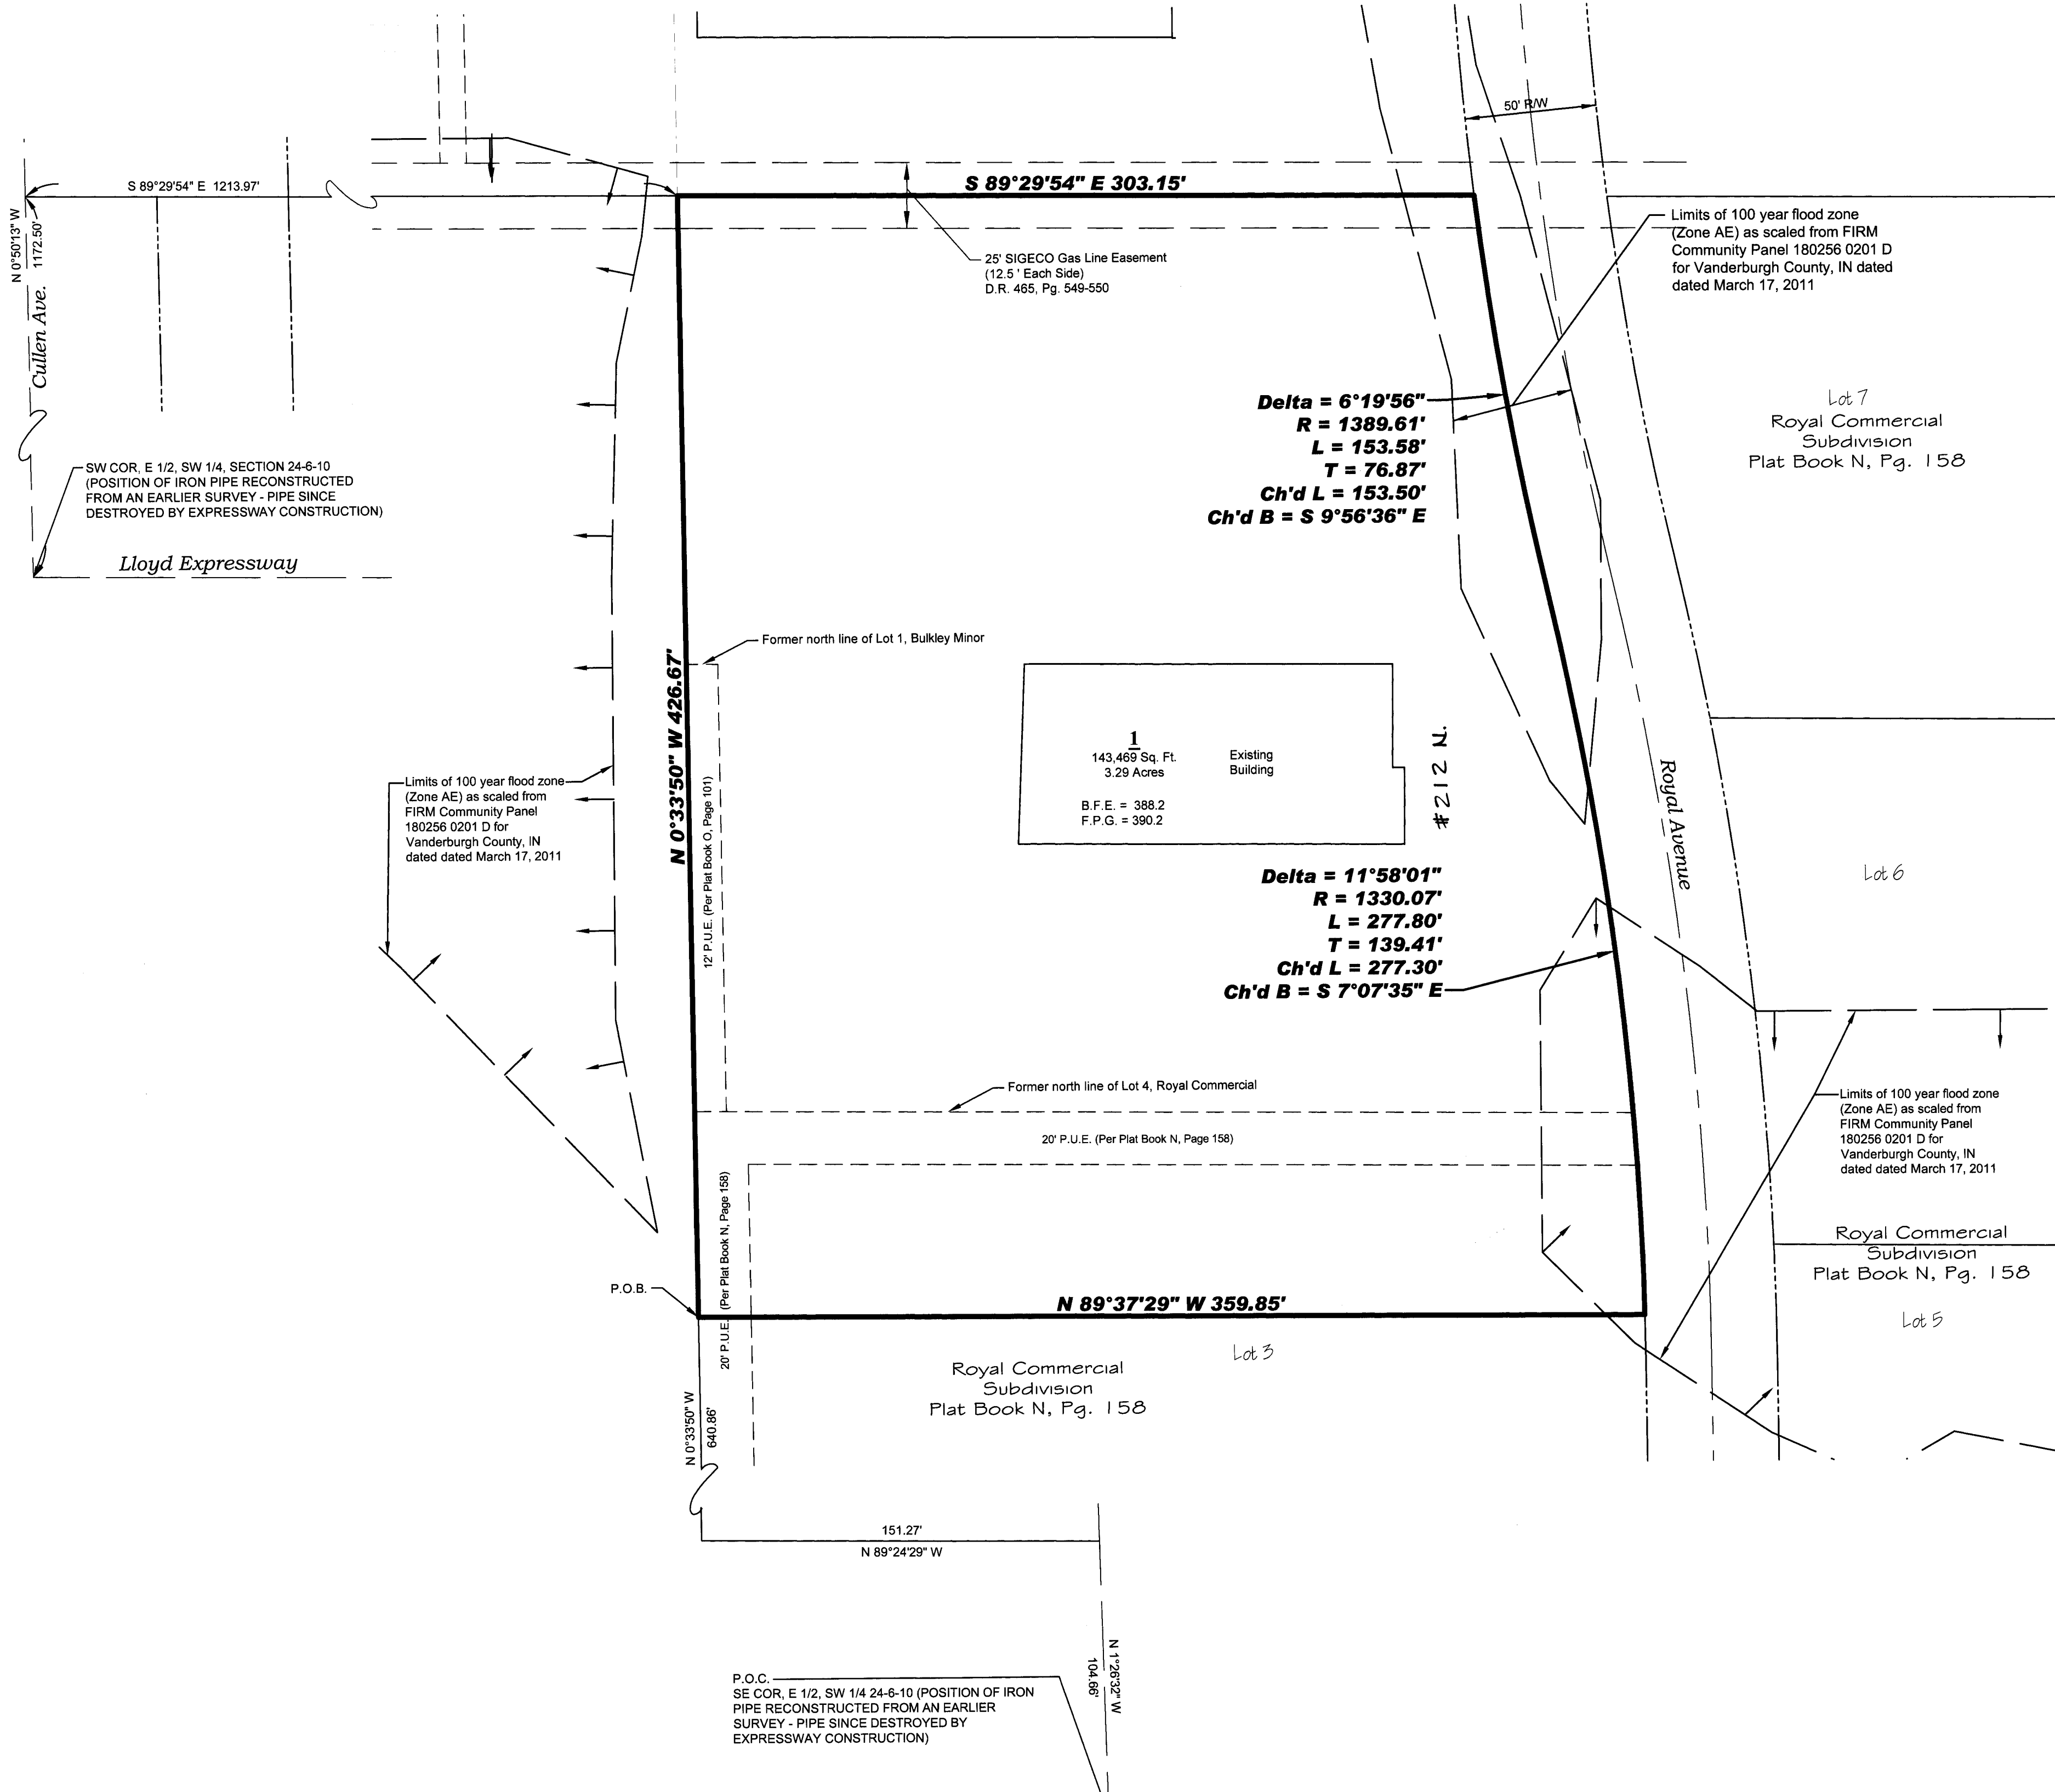 50' R/W
S 89°29'54" E  1213.97'
S 89°29'54" E 303.15'
N 0°50'13" W
1172.50'
Cullen Ave.
25' SIGECO Gas Line Easement
(12.5 ' Each Side)
D.R. 465, Pg. 549-550
Limits of 100 year flood zone
(Zone AE) as scaled from FIRM
Community Panel 180256 0201 D
for Vanderburgh County, IN dated
dated March 17, 2011
Delta = 6°19'56"
R = 1389.61'
L = 153.58'
T = 76.87'
Ch'd L = 153.50'
Ch'd B = S 9°56'36" E
Lot 7
Royal Commercial
Subdivision
Plat Book N, Pg. 158
SW COR, E 1/2, SW 1/4, SECTION 24-6-10
(POSITION OF IRON PIPE RECONSTRUCTED
FROM AN EARLIER SURVEY - PIPE SINCE
DESTROYED BY EXPRESSWAY CONSTRUCTION)
Lloyd Expressway
Former north line of Lot 1, Bulkley Minor
N 0°33'50" W 426.67'
1
143,469 Sq. Ft.
3.29 Acres
B.F.E. =  388.2
F.P.G. = 390.2
Existing
Building
#212 N.
Royal Avenue
Limits of 100 year flood zone
(Zone AE) as scaled from
FIRM Community Panel
180256 0201 D for
Vanderburgh County, IN
dated dated March 17, 2011
12' P.U.E. (Per Plat Book O, Page 101)
Delta = 11°58'01"
R = 1330.07'
L = 277.80'
T = 139.41'
Ch'd L = 277.30'
Ch'd B = S 7°07'35" E
Lot 6
Former north line of Lot 4, Royal Commercial
20' P.U.E. (Per Plat Book N, Page 158)
Limits of 100 year flood zone
(Zone AE) as scaled from
FIRM Community Panel
180256 0201 D for
Vanderburgh County, IN
dated dated March 17, 2011
20' P.U.E. (Per Plat Book N, Page 158)
Royal Commercial
Subdivision
Plat Book N, Pg. 158
Lot 5
P.O.B.
N 89°37'29" W 359.85'
Lot 3
Royal Commercial
Subdivision
Plat Book N, Pg. 158
N 0°33'50" W
640.86'
151.27'
N 89°24'29" W
N 1°26'32" W
104.66'
P.O.C.
SE COR, E 1/2, SW 1/4 24-6-10 (POSITION OF IRON
PIPE RECONSTRUCTED FROM AN EARLIER
SURVEY - PIPE SINCE DESTROYED BY
EXPRESSWAY CONSTRUCTION)